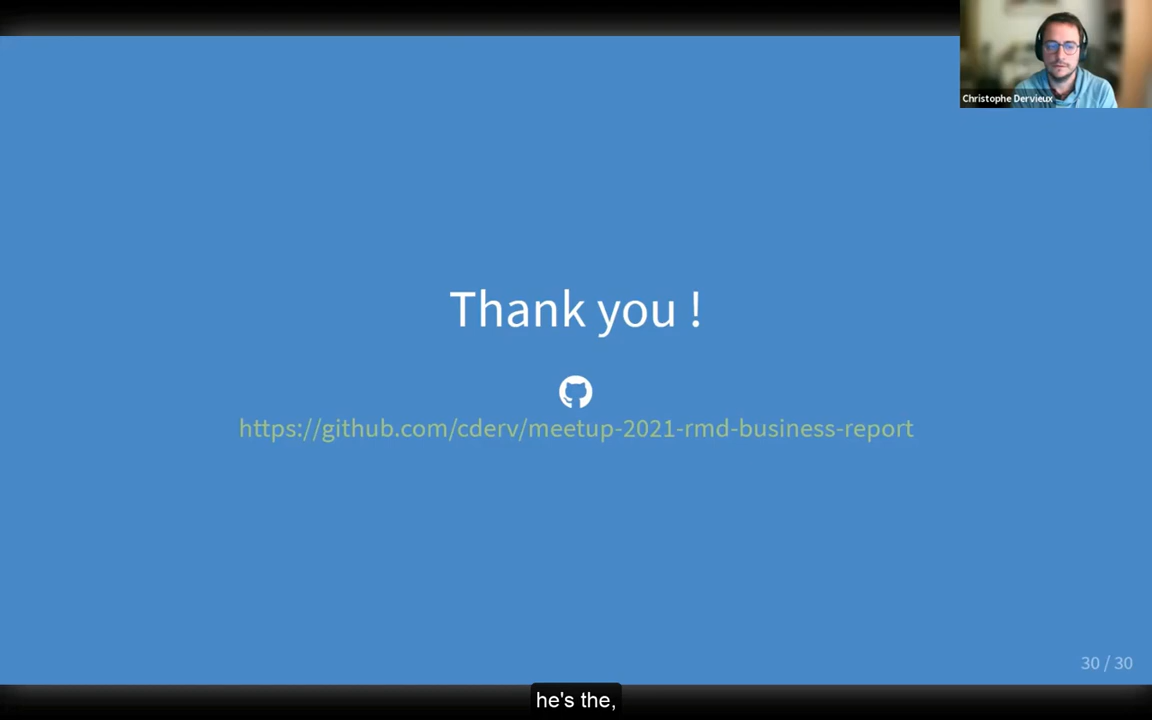 Christophe Dervieux
Thank you !
https://github.com/cderv/meetup-2021-rmd-business-report
30 / 30
he's the,